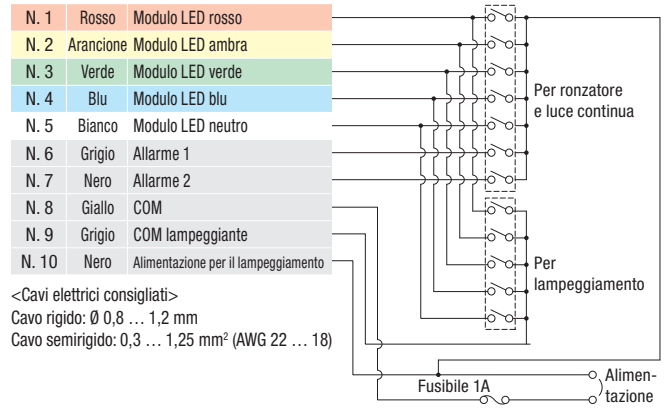 N. 1 Rosso Modulo LED rosso
N. 2 Arancione Modulo LED ambra
N. 3 Verde Modulo LED verde
N. 4 Blu Modulo LED blu
N. 5 Bianco Modulo LED neutro
N. 6 Grigio Allarme 1
N. 7 Nero Allarme 2
N. 8 Giallo COM
N. 9 Grigio COM lampeggiante
N. 10 Nero Alimentazione per il lampeggiamento
Per ronzatore
e luce continua
Per
lampeggiamento
<Cavi elettrici consigliati>
Cavo rigido: Ø 0,8 … 1,2 mm
Cavo semirigido: 0,3 … 1,25 mm² (AWG 22 … 18)
Fusibile 1A
Alimen-
tazione